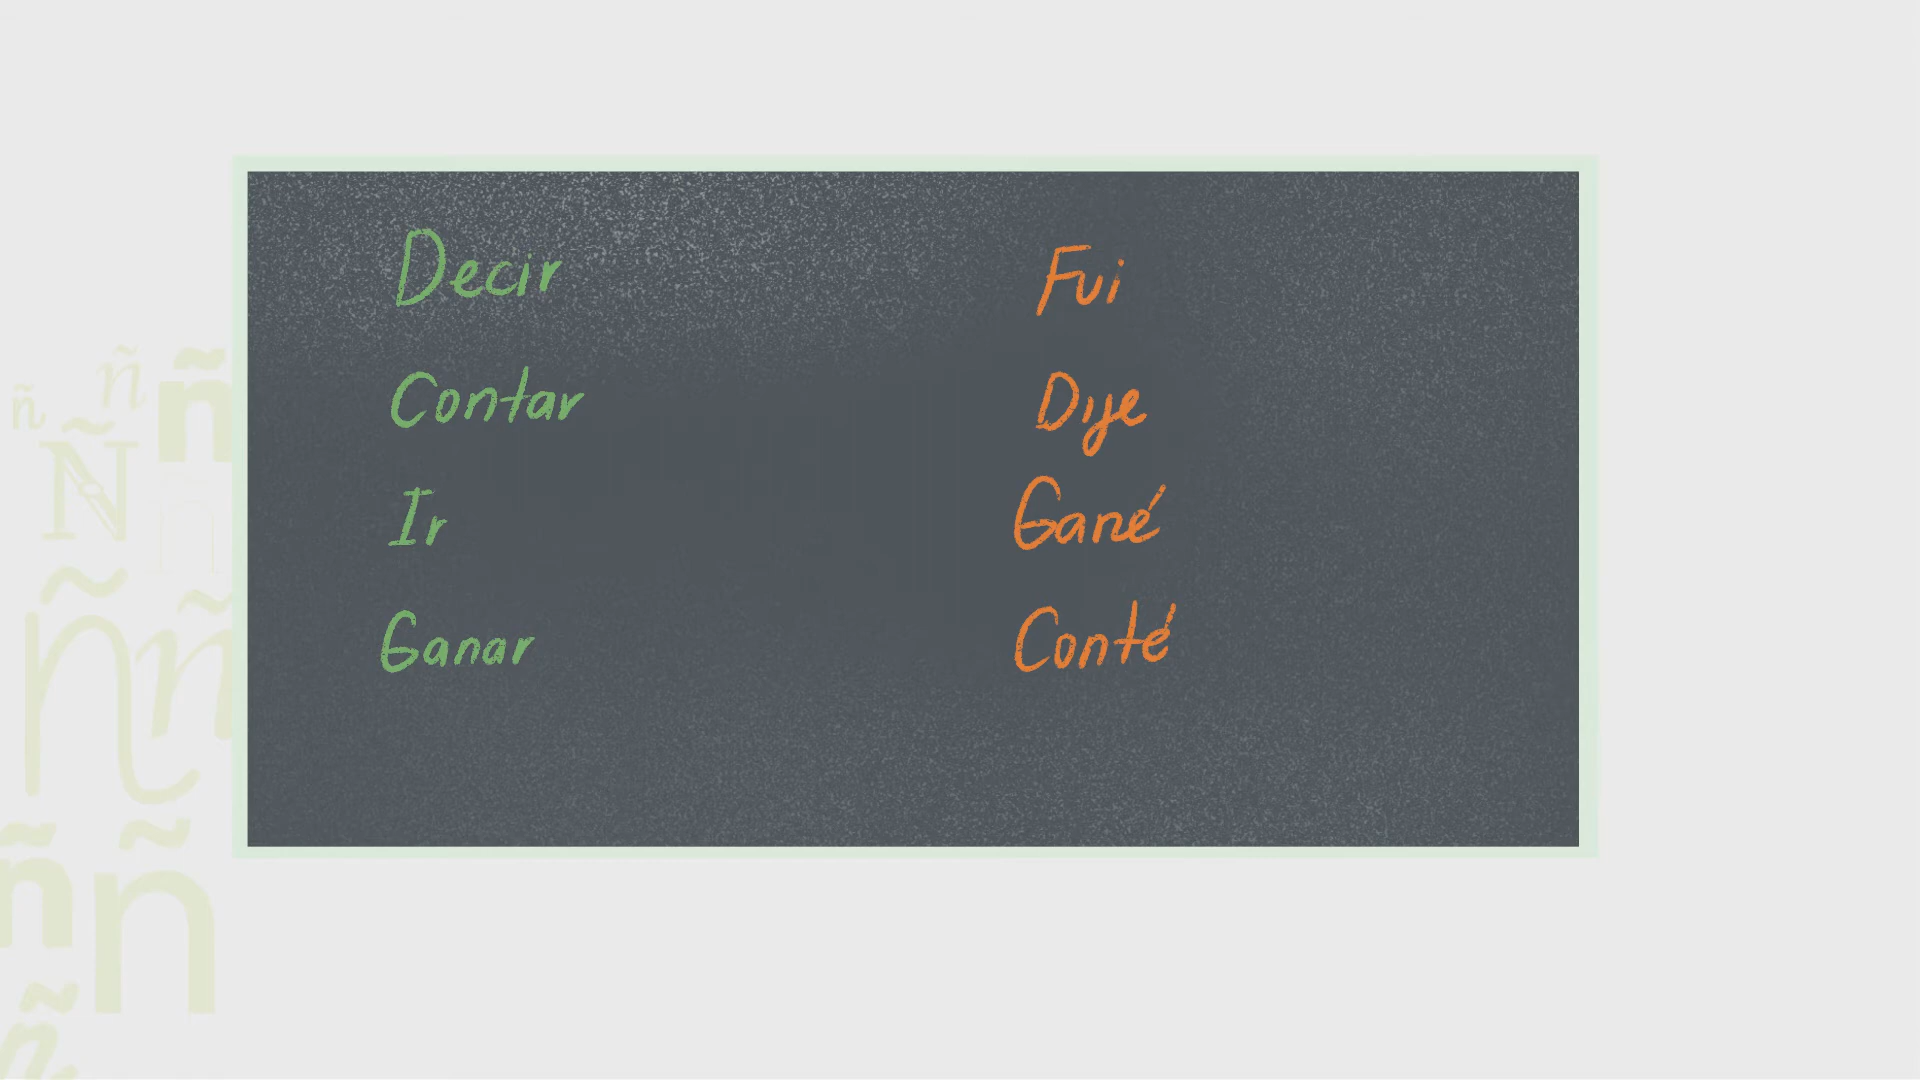 Decir Fui
Contar Dije
Ir Gané
Ganar Conté
ñ
ñ
ñ
Ñ
n
ñ
ñ
ñ
ñ
ñ